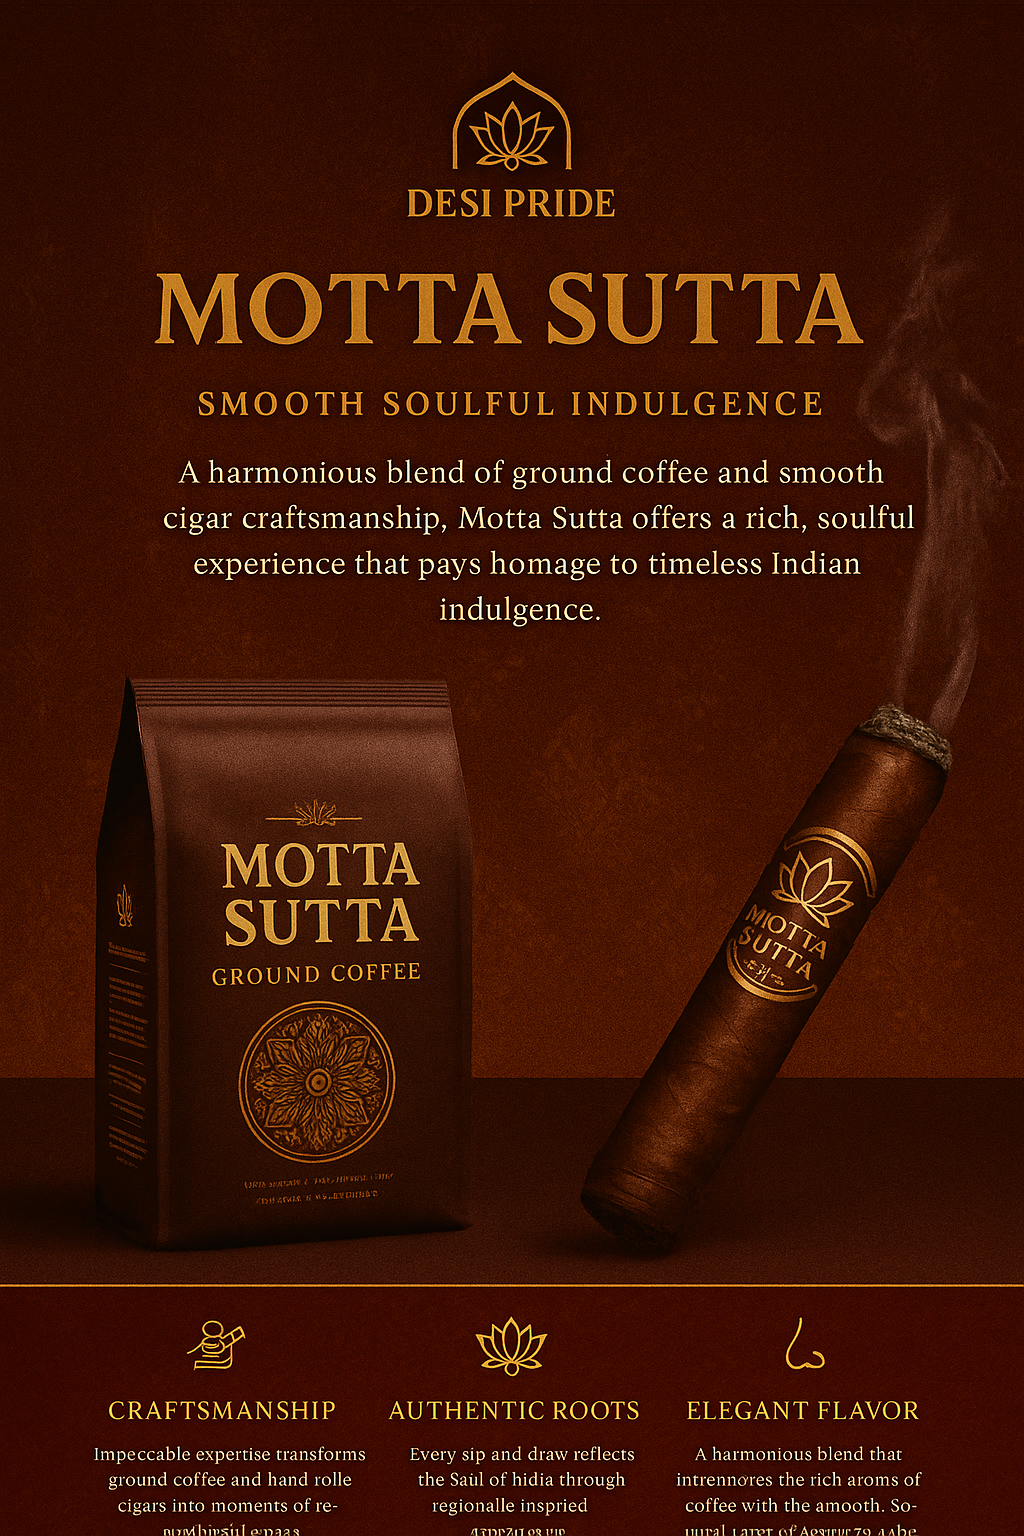 DESI PRIDE
MOTTA SUTTA
SMOOTH SOULFUL INDULGENCE
A harmonious blend of ground coffee and smooth
cigar craftsmanship, Motta Sutta offers a rich, soulful
experience that pays homage to timeless Indian
indulgence.
MOTTA
SUTTA
GROUND COFFEE
MIOTTA
SUTTA
CRAFTSMANSHIP
Impeccable expertise transforms
ground coffee and hand rolle
cigars into moments of re-
AUTHENTIC ROOTS
Every sip and draw reflects
the Saul of hidia through
regionalle inspried
ELEGANT FLAVOR
A harmonious blend that
the rich aroms of
coffee with the amooth. So-